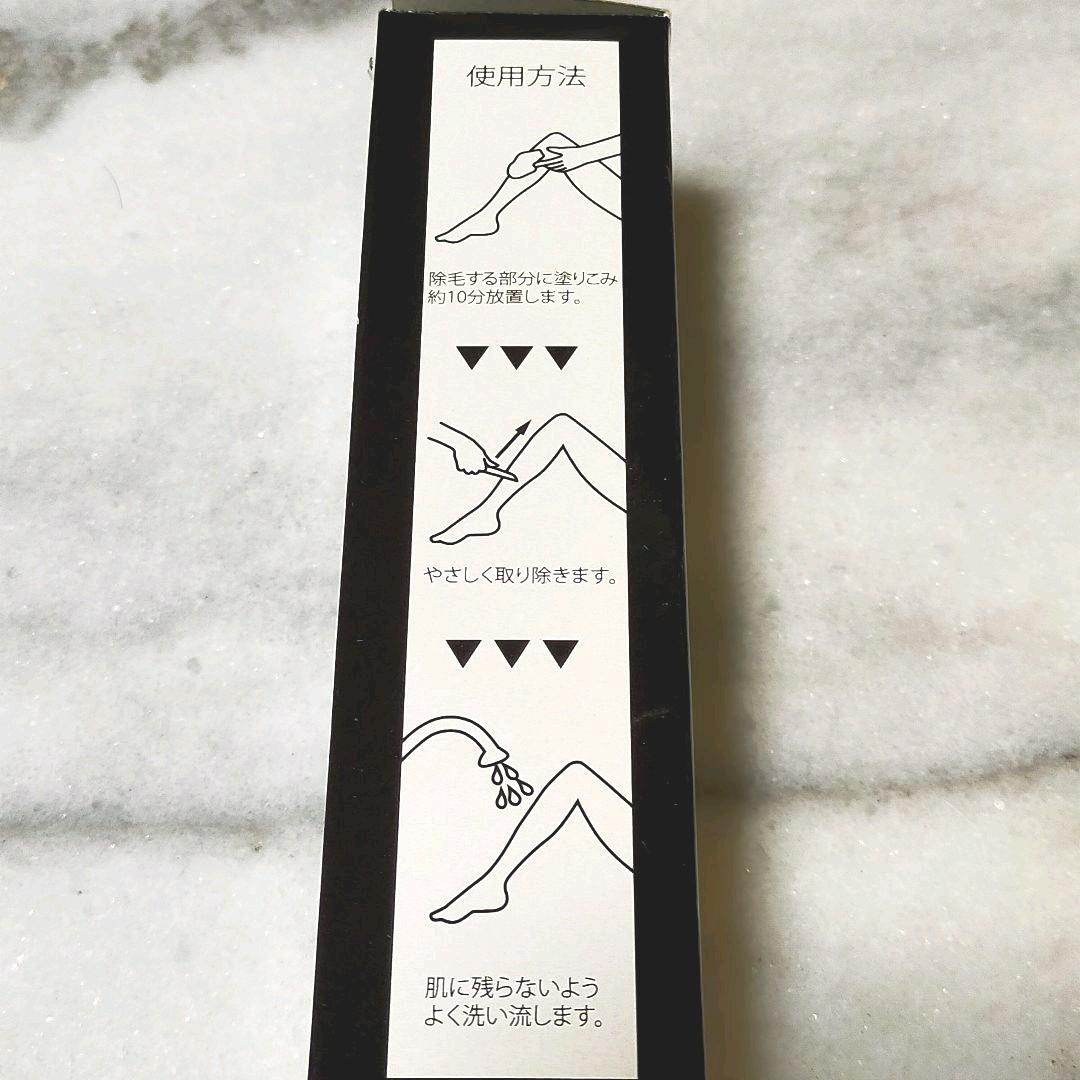 使用方法
除毛する部分に塗りこみ
約10分放置します。
やさしく取り除きます。
肌に残らないよう
よく洗い流します。